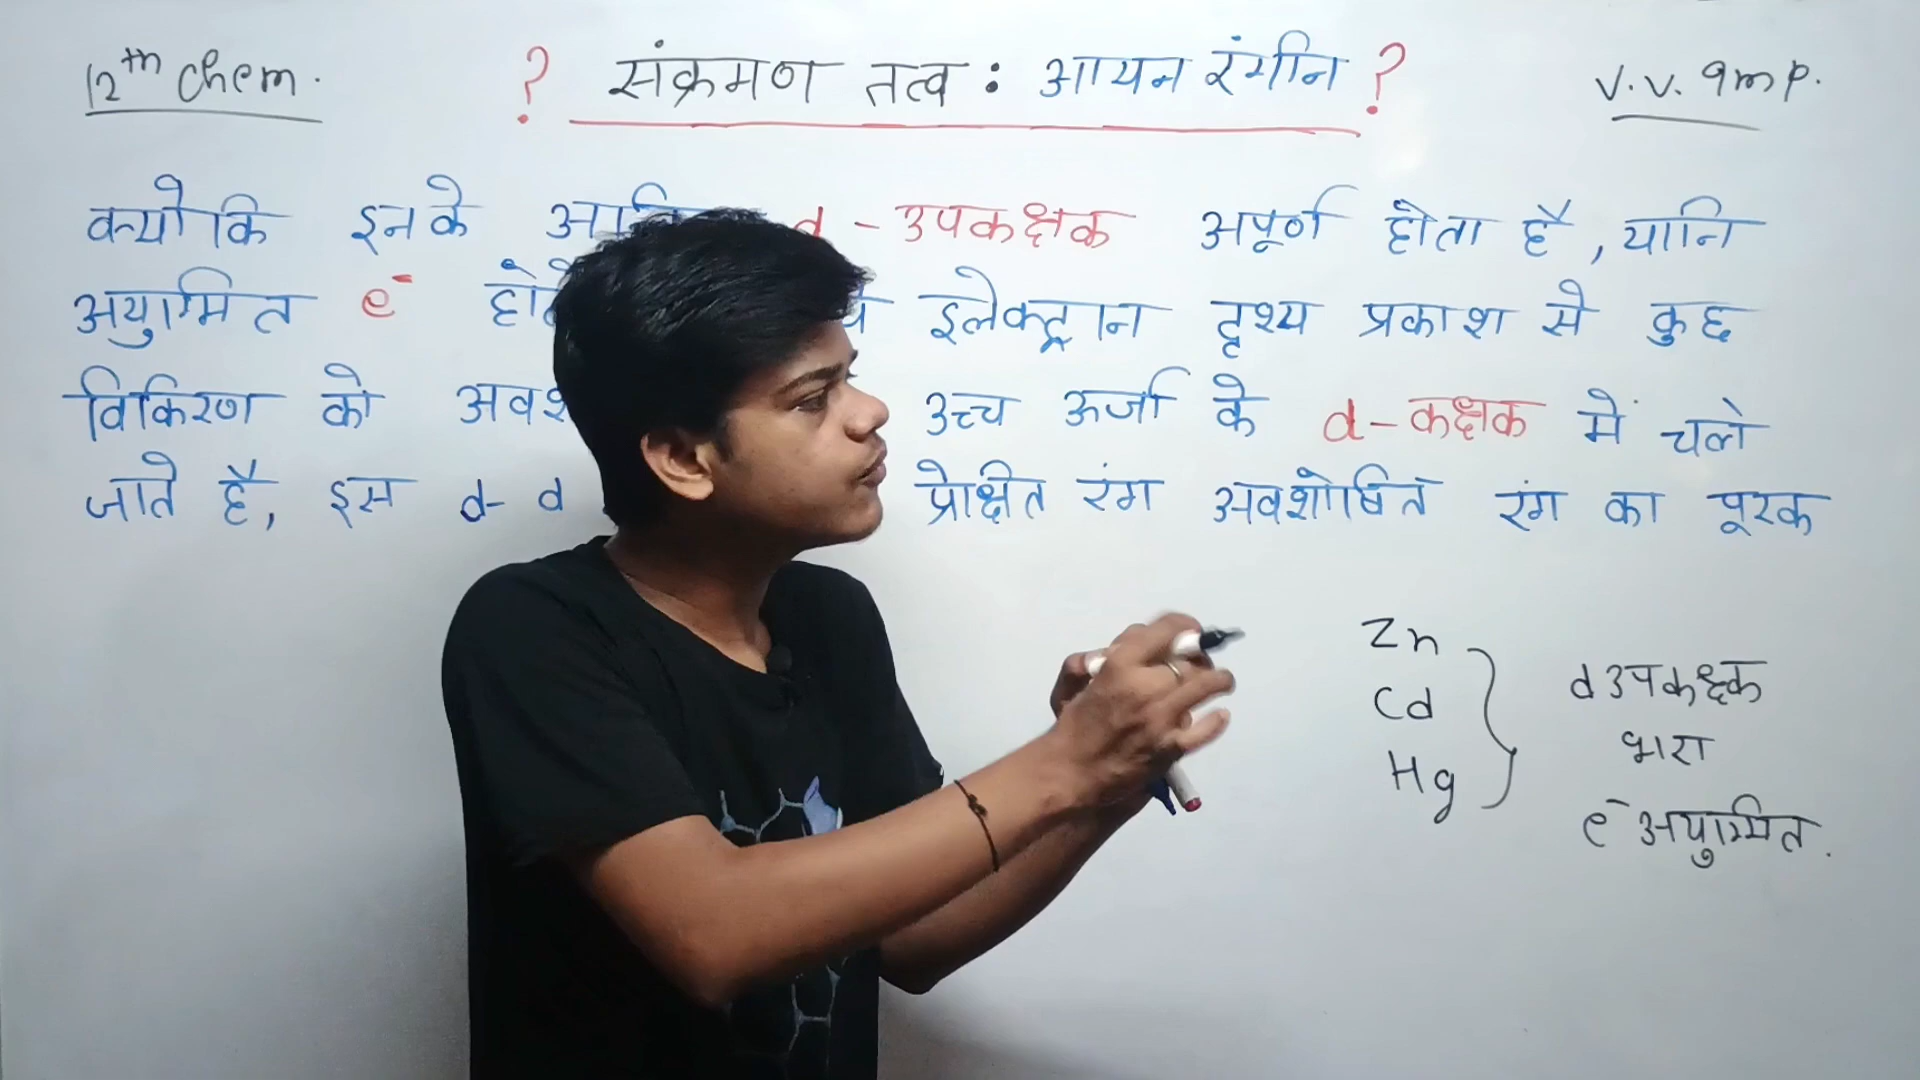 12th chem.
? संक्रमण तत्व : आयन रंगीन ?
V.V. Imp.
क्योकि इनके d - उपकक्षक अपूर्ण होता है, यानि
अयुग्मित e⁻ इलेक्ट्रान दृश्य प्रकाश से कुछ
विकिरण को उच्च ऊर्जा के d - कक्षक में चले
जाते है, इस d - d प्रेक्षित रंग अवशोषित रंग का पूरक
Zn
Cd
Hg
d उपकक्षक
भरा
e⁻ अयुग्मित.